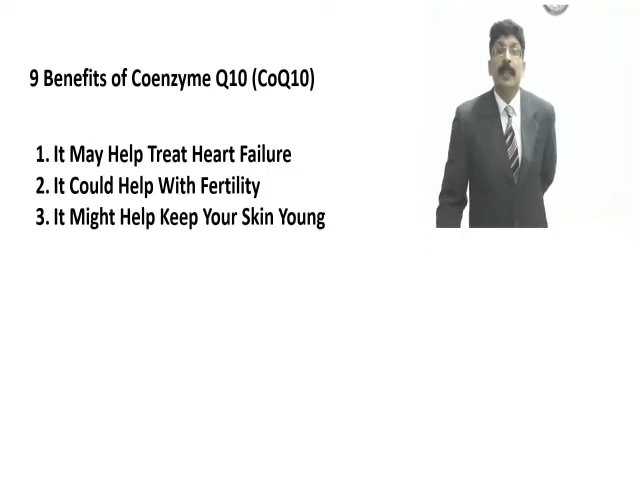 9 Benefits of Coenzyme Q10 (CoQ10)
1. It May Help Treat Heart Failure
2. It Could Help With Fertility
3. It Might Help Keep Your Skin Young